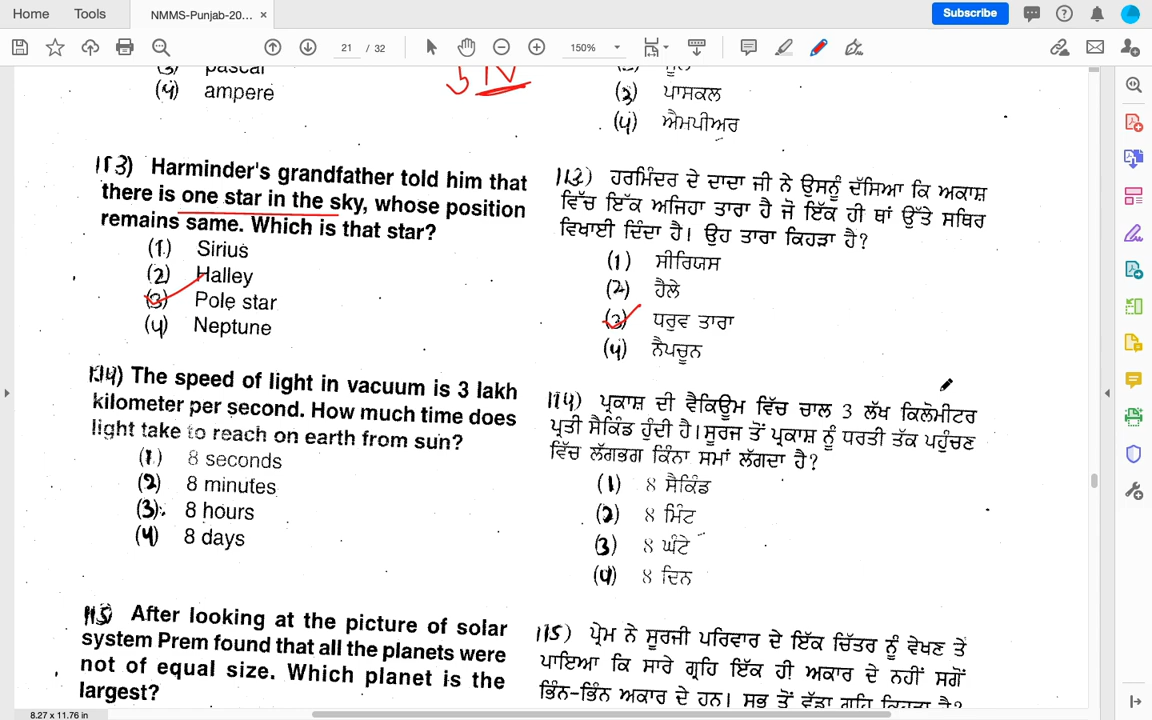 Home
Tools
NMMS-Punjab-20...
×
Subscribe
21 / 32
150%
(3) pascal
(4) ampere
(3) ਪਾਸਕਲ
(4) ਐਮਪੀਅਰ
113) Harminder's grandfather told him that
there is one star in the sky, whose position
remains same. Which is that star?
(1) Sirius
(2) Halley
(3) Pole star
(4) Neptune
113) ਹਰਮਿੰਦਰ ਦੇ ਦਾਦਾ ਜੀ ਨੇ ਉਸਨੂੰ ਦੱਸਿਆ ਕਿ ਅਕਾਸ਼
ਵਿੱਚ ਇੱਕ ਅਜਿਹਾ ਤਾਰਾ ਹੈ ਜੋ ਇੱਕ ਹੀ ਥਾਂ ਉੱਤੇ ਸਥਿਰ
ਵਿਖਾਈ ਦਿੰਦਾ ਹੈ। ਉਹ ਤਾਰਾ ਕਿਹੜਾ ਹੈ?
(1) ਸੀਰਿਯਸ
(2) ਹੈਲੇ
(3) ਧਰੁਵ ਤਾਰਾ
(4) ਨੈਪਚੂਨ
114) The speed of light in vacuum is 3 lakh
kilometer per second. How much time does
light take to reach on earth from sun?
(1) 8 seconds
(2) 8 minutes
(3) 8 hours
(4) 8 days
114) ਪ੍ਰਕਾਸ਼ ਦੀ ਵੈਕਿਊਮ ਵਿੱਚ ਚਾਲ 3 ਲੱਖ ਕਿਲੋਮੀਟਰ
ਪ੍ਰਤੀ ਸੈਕਿੰਡ ਹੁੰਦੀ ਹੈ। ਸੂਰਜ ਤੋਂ ਪ੍ਰਕਾਸ਼ ਨੂੰ ਧਰਤੀ ਤੱਕ ਪਹੁੰਚਣ
ਵਿੱਚ ਲੱਗਭਗ ਕਿੰਨਾ ਸਮਾਂ ਲੱਗਦਾ ਹੈ?
(1) 8 ਸੈਕਿੰਡ
(2) 8 ਮਿੰਟ
(3) 8 ਘੰਟੇ
(4) 8 ਦਿਨ
115) After looking at the picture of solar
system Prem found that all the planets were
not of equal size. Which planet is the
largest?
115) ਪ੍ਰੇਮ ਨੇ ਸੂਰਜੀ ਪਰਿਵਾਰ ਦੇ ਇੱਕ ਚਿੱਤਰ ਨੂੰ ਵੇਖਣ ਤੇ
ਪਾਇਆ ਕਿ ਸਾਰੇ ਗ੍ਰਹਿ ਇੱਕ ਹੀ ਅਕਾਰ ਦੇ ਨਹੀਂ ਸਗੋਂ
ਭਿੰਨ-ਭਿੰਨ ਅਕਾਰ ਦੇ ਹਨ। ਸਭ ਤੋਂ ਵੱਡਾ ਗ੍ਰਹਿ ਕਿਹੜਾ ਹੈ?
8.27 x 11.76 in